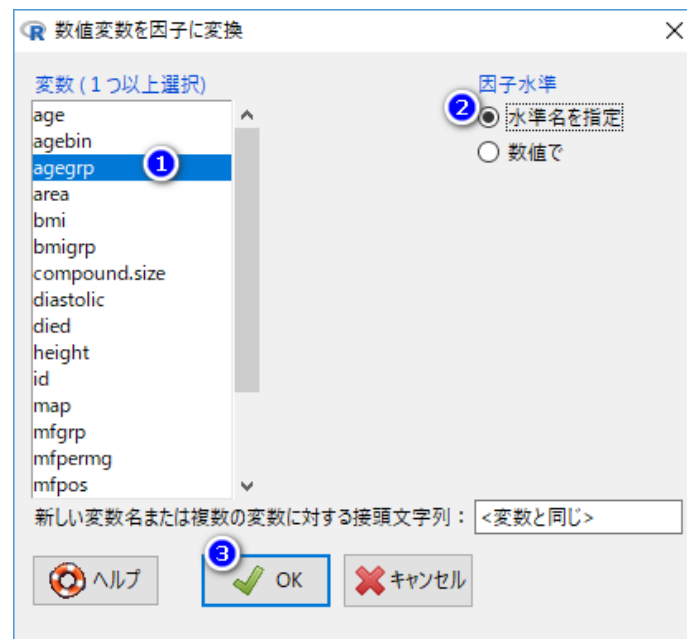 数値変数を因子に変換
変数 (1つ以上選択)
因子水準
age
agebin
agegrp
area
bmi
bmigrp
compound.size
diastolic
died
height
id
map
mfgrp
mfpermg
mfpos
1
2
水準名を指定
数値で
新しい変数名または複数の変数に対する接頭文字列: <変数と同じ>
3
ヘルプ
OK
キャンセル